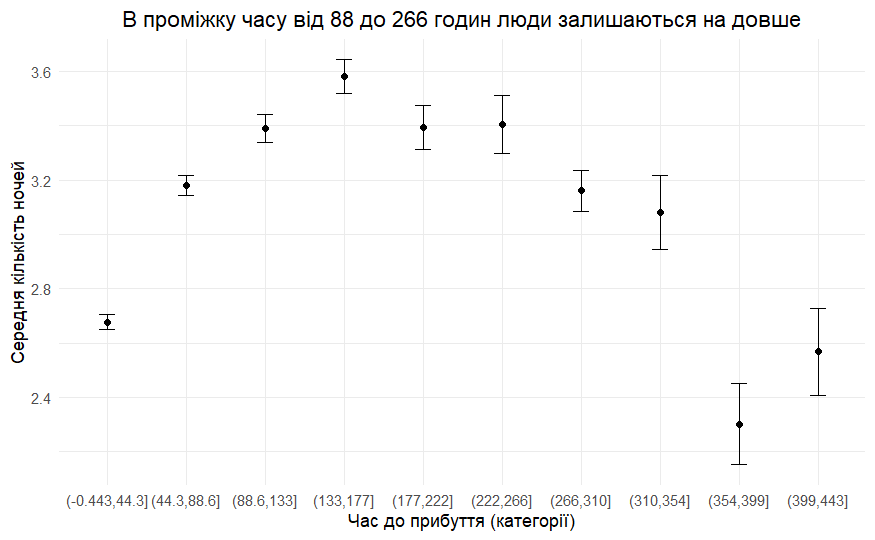 В проміжку часу від 88 до 266 годин люди залишаються на довше
Середня кількість ночей
3.6
3.2
2.8
2.4
(-0.443,44.3] (44.3,88.6] (88.6,133] (133,177] (177,222] (222,266] (266,310] (310,354] (354,399] (399,443]
Час до прибуття (категорії)